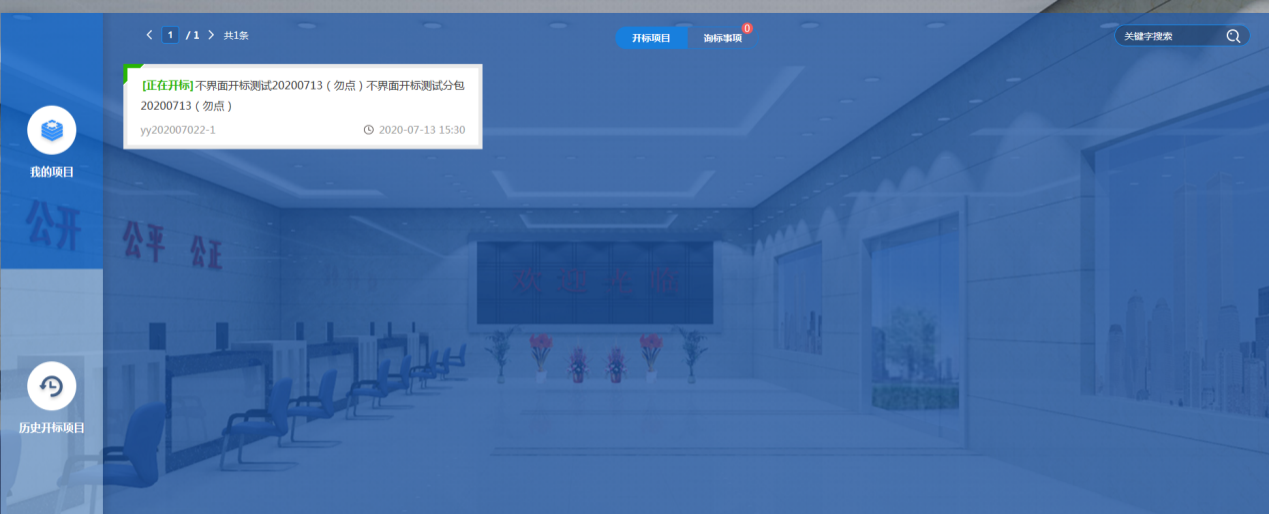 1 / 1 共1条
开标项目
询标事项
0
关键字搜索
[正在开标]不界面开标测试20200713（勿点）不界面开标测试分包
20200713（勿点）
yy202007022-1
2020-07-13 15:30
我的项目
公开
公平
公正
欢迎光临
历史开标项目